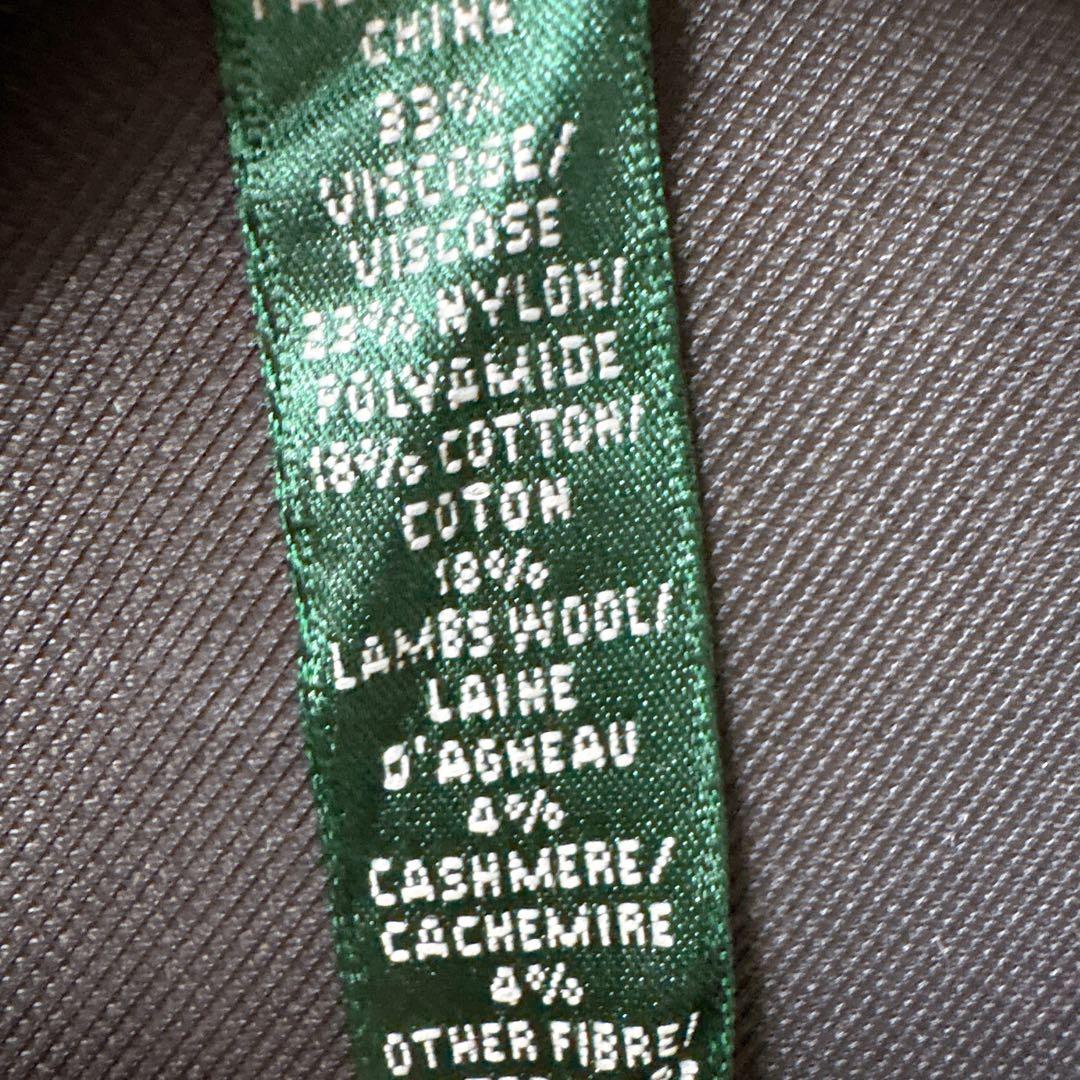 CHINE
33%
VISCOSE/
VISCOSE
23% NYLON/
POLYAMIDE
18% COTTON/
COTON
18%
LAMBS WOOL/
LAINE
D'AGNEAU
4%
CASHMERE/
CACHEMIRE
4%
OTHER FIBRE/